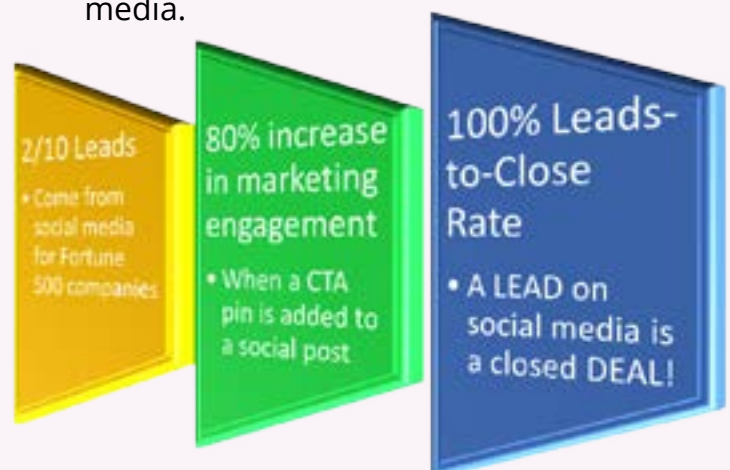 media.
2/10 Leads
• Come from
social media
for Fortune
500 companies
80% increase
in marketing
engagement
• When a CTA
pin is added to
a social post
100% Leads-
to-Close
Rate
• A LEAD on
social media is
a closed DEAL!